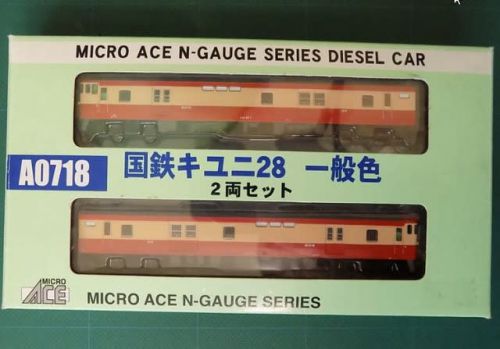 MICRO ACE N-GAUGE SERIES DIESEL CAR
A0718
国鉄キユニ28 一般色
2両セット
MICRO
ACE
MICRO ACE N-GAUGE SERIES